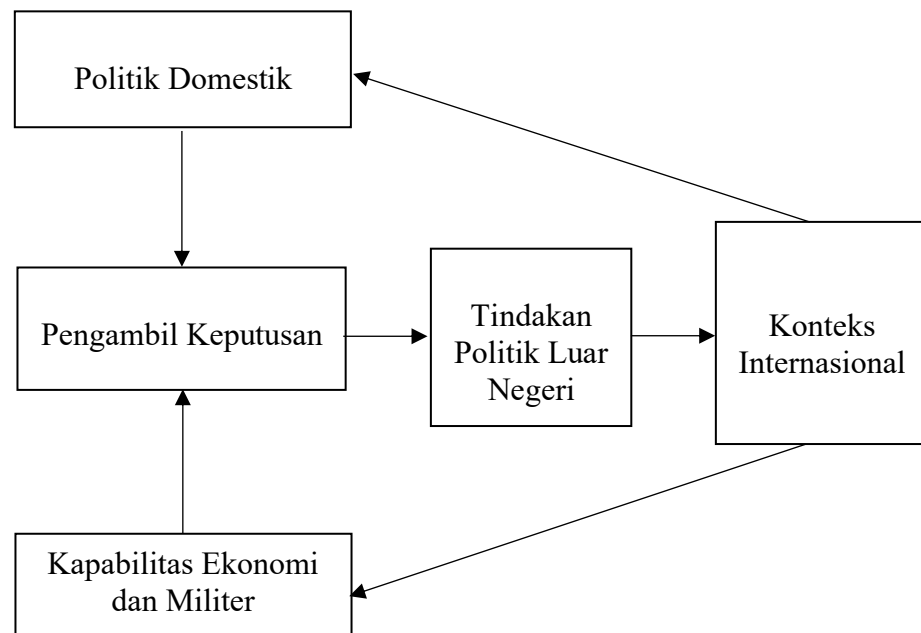 Politik Domestik
Pengambil Keputusan
Tindakan
Politik Luar
Negeri
Konteks
Internasional
Kapabilitas Ekonomi
dan Militer